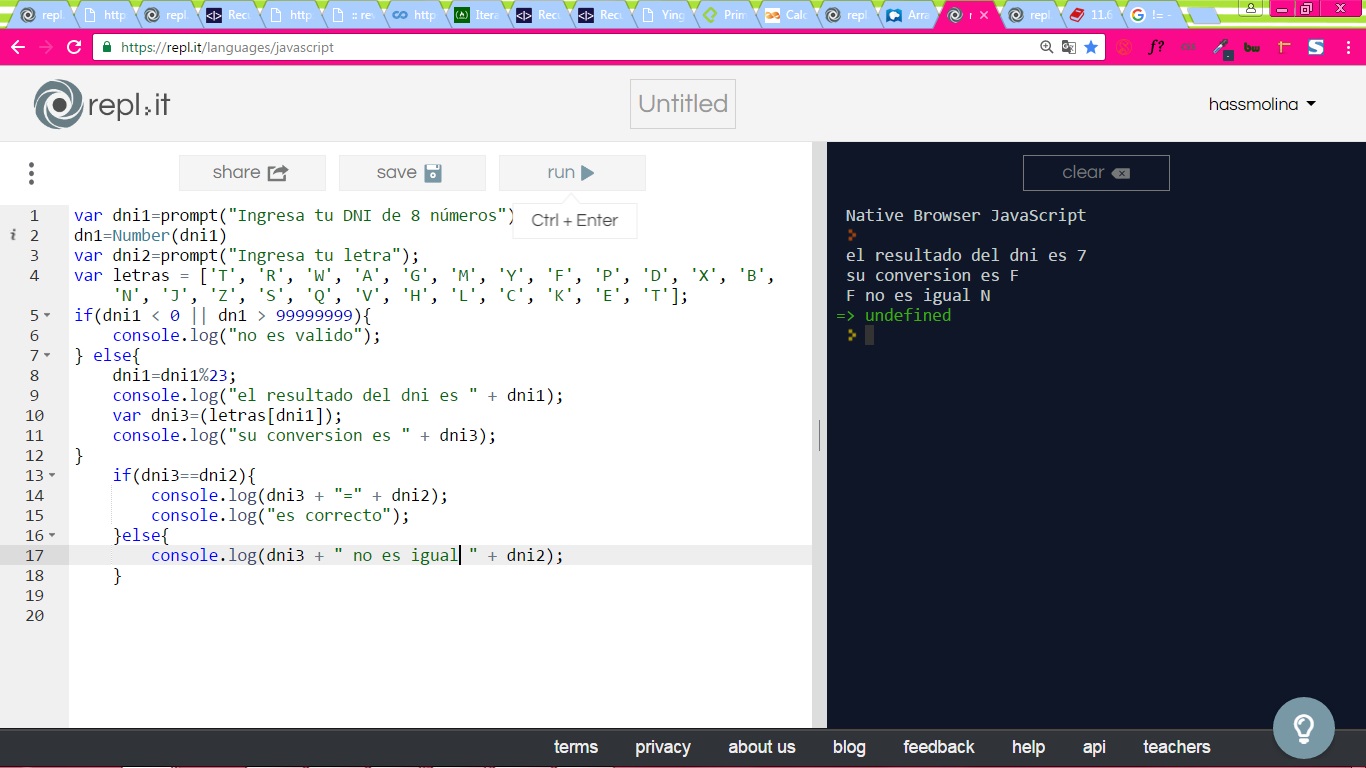 repl
http
repl
Recu
http
:: re
http
Itera
Recu
Recu
Ying
Prim
Calc
repl
Arra
r
repl
11.6
!= -
https://repl.it/languages/javascript
f?
bw
repl.it
Untitled
hassmolina
share
save
run
clear
Ctrl + Enter
1 var dni1=prompt("Ingresa tu DNI de 8 números")
2 dn1=Number(dni1)
3 var dni2=prompt("Ingresa tu letra");
4 var letras = ['T', 'R', 'W', 'A', 'G', 'M', 'Y', 'F', 'P', 'D', 'X', 'B',
'N', 'J', 'Z', 'S', 'Q', 'V', 'H', 'L', 'C', 'K', 'E', 'T'];
5 if(dni1 < 0 || dn1 > 99999999){
6 console.log("no es valido");
7 } else{
8 dni1=dni1%23;
9 console.log("el resultado del dni es " + dni1);
10 var dni3=(letras[dni1]);
11 console.log("su conversion es " + dni3);
12 }
13 if(dni3==dni2){
14 console.log(dni3 + "=" + dni2);
15 console.log("es correcto");
16 }else{
17 console.log(dni3 + " no es igual " + dni2);
18 }
19
20
Native Browser JavaScript
el resultado del dni es 7
su conversion es F
F no es igual N
=> undefined
terms privacy about us blog feedback help api teachers